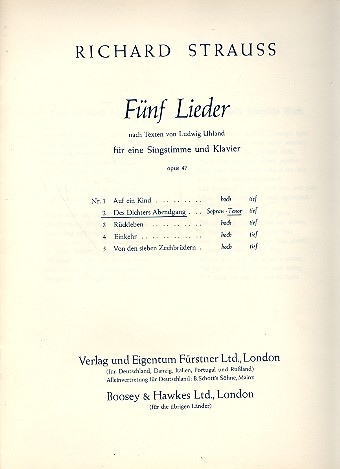 RICHARD STRAUSS
Fünf Lieder
nach Texten von Ludwig Uhland
für eine Singstimme und Klavier
opus 47
Nr. 1 Auf ein Kind . . . . . . . . . hoch tief
2 Des Dichters Abendgang . . . Sopran - Tenor tief
3 Rückleben . . . . . . . . . . . hoch tief
4 Einkehr . . . . . . . . . . . . hoch tief
5 Von den sieben Zechbrüdern . hoch tief
Verlag und Eigentum Fürstner Ltd., London
(für Deutschland, Danzig, Italien, Portugal und Rußland)
Alleinvertretung für Deutschland: B. Schott's Söhne, Mainz
Boosey & Hawkes Ltd., London
(für die übrigen Länder)